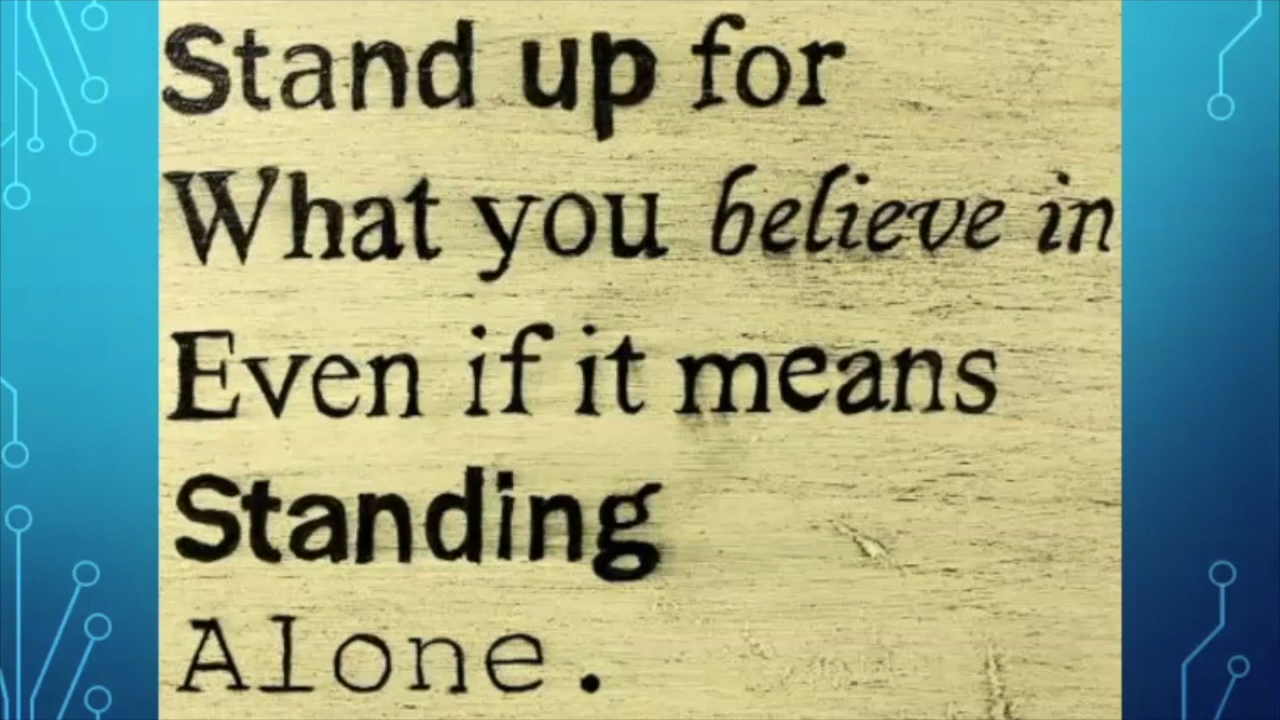 Stand up for
What you believe in
Even if it means
Standing
Alone.